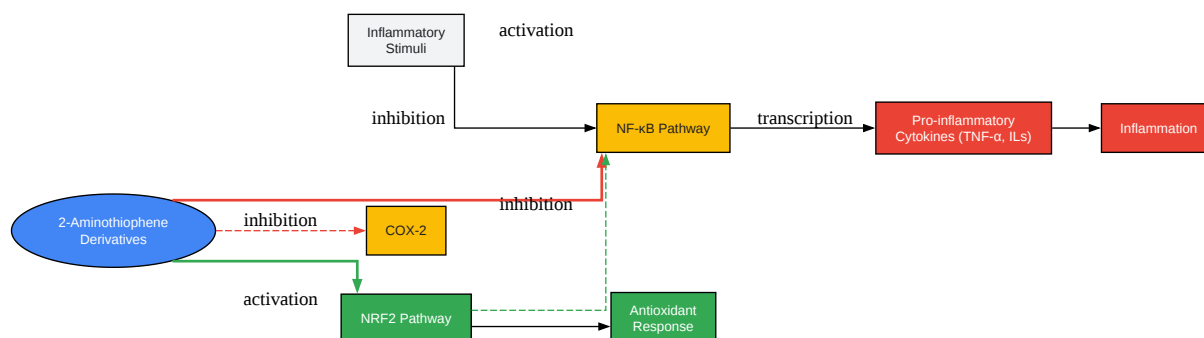 Inflammatory
Stimuli
activation
inhibition
NF-κB Pathway
transcription
Pro-inflammatory
Cytokines (TNF-α, ILs)
Inflammation
2-Aminothiophene
Derivatives
inhibition
COX-2
inhibition
activation
NRF2 Pathway
Antioxidant
Response